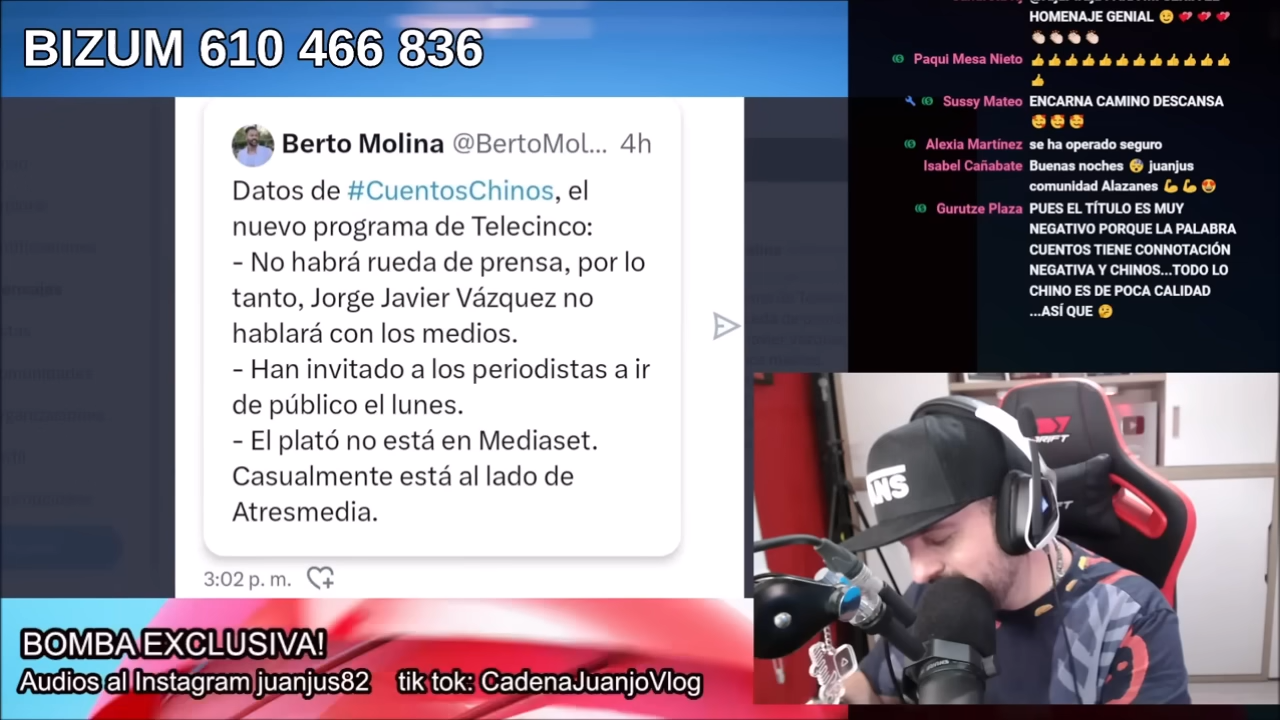 BIZUM 610 466 836
Berto Molina @BertoMol... 4h
Datos de #CuentosChinos, el
nuevo programa de Telecinco:
- No habrá rueda de prensa, por lo
tanto, Jorge Javier Vázquez no
hablará con los medios.
- Han invitado a los periodistas a ir
de público el lunes.
- El plató no está en Mediaset.
Casualmente está al lado de
Atresmedia.
3:02 p. m.
HOMENAJE GENIAL 😉 💔 💔 💔
👏🏻👏🏻👏🏻👏🏻
Paqui Mesa Nieto 👍👍👍👍👍👍👍👍👍👍👍👍
👍
Sussy Mateo ENCARNA CAMINO DESCANSA
🥰 🥰 🥰
Alexia Martínez se ha operado seguro
Isabel Cañabate Buenas noches 😴 juanjus
comunidad Alazanes 💪 💪 😍
Gurutze Plaza PUES EL TÍTULO ES MUY
NEGATIVO PORQUE LA PALABRA
CUENTOS TIENE CONNOTACIÓN
NEGATIVA Y CHINOS...TODO LO
CHINO ES DE POCA CALIDAD
...ASÍ QUE 🤔
VANS
DRIFT
BOMBA EXCLUSIVA!
Audios al Instagram juanjus82 tik tok: CadenaJuanjoVlog